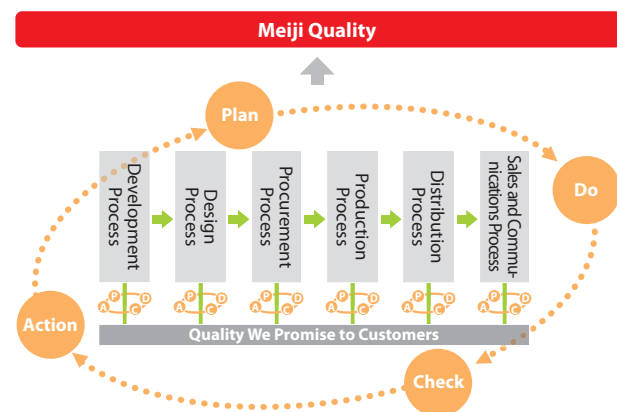 Meiji Quality
Plan
Do
Development
Process
Design
Process
Procurement
Process
Production
Process
Distribution
Process
Sales and Commu-
nications Process
P D
A C
P D
A C
P D
A C
P D
A C
P D
A C
P D
A C
Action
Quality We Promise to Customers
Check